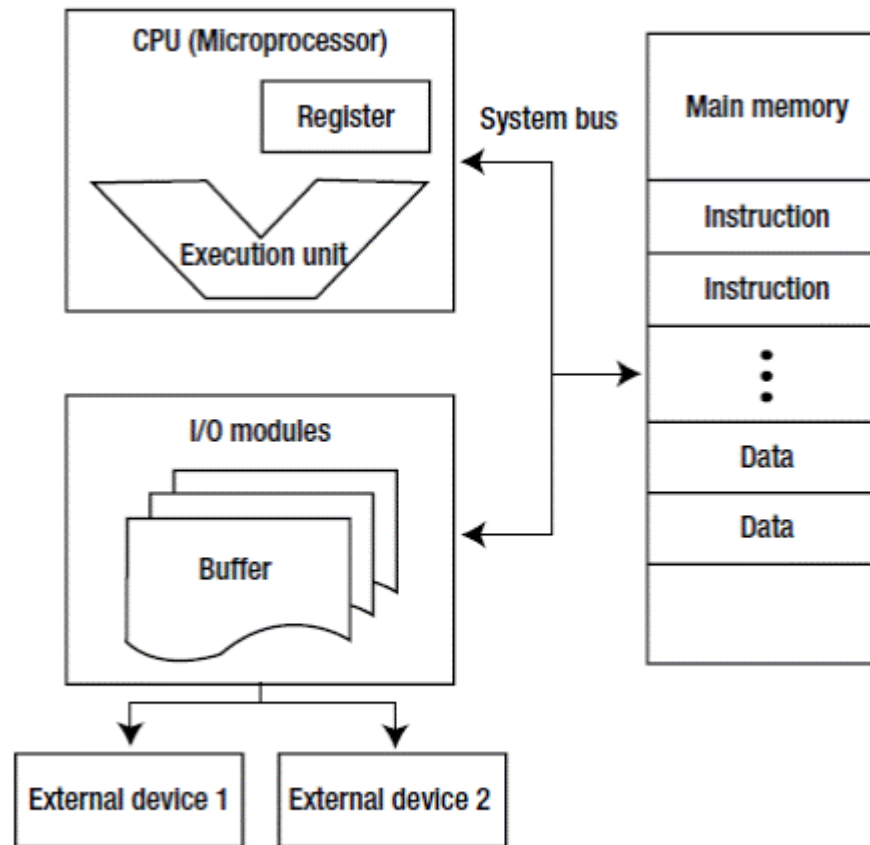 CPU (Microprocessor)
Register
Execution unit
System bus
Main memory
Instruction
Instruction
Data
Data
I/O modules
Buffer
External device 1
External device 2